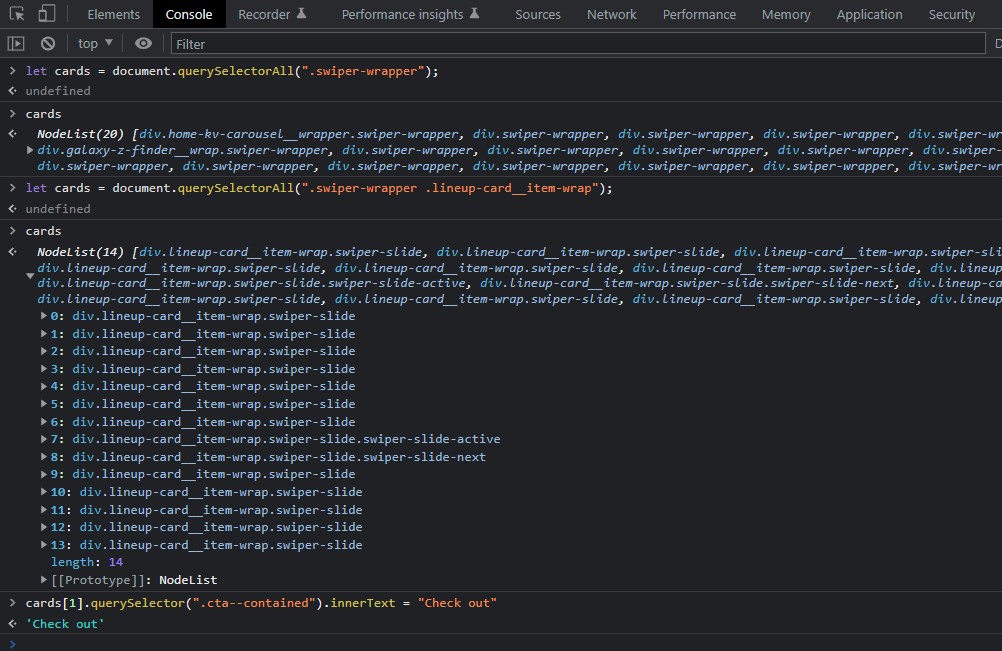 Elements Console Recorder Performance insights Sources Network Performance Memory Application Security
top Filter
let cards = document.querySelectorAll(".swiper-wrapper");
undefined
cards
NodeList(20) [div.home-kv-carousel__wrapper.swiper-wrapper, div.swiper-wrapper, div.swiper-wrapper, div.swiper-wrapper, div.swiper-wr
div.galaxy-z-finder__wrap.swiper-wrapper, div.swiper-wrapper, div.swiper-wrapper, div.swiper-wrapper, div.swiper-wrapper, div.swiper-
div.swiper-wrapper, div.swiper-wrapper, div.swiper-wrapper, div.swiper-wrapper, div.swiper-wrapper, div.swiper-wrapper, div.swiper-wr
let cards = document.querySelectorAll(".swiper-wrapper .lineup-card__item-wrap");
undefined
cards
NodeList(14) [div.lineup-card__item-wrap.swiper-slide, div.lineup-card__item-wrap.swiper-slide, div.lineup-card__item-wrap.swiper-sli
div.lineup-card__item-wrap.swiper-slide, div.lineup-card__item-wrap.swiper-slide, div.lineup-card__item-wrap.swiper-slide, div.lineup
div.lineup-card__item-wrap.swiper-slide.swiper-slide-active, div.lineup-card__item-wrap.swiper-slide.swiper-slide-next, div.lineup-ca
div.lineup-card__item-wrap.swiper-slide, div.lineup-card__item-wrap.swiper-slide, div.lineup-card__item-wrap.swiper-slide, div.lineup
0: div.lineup-card__item-wrap.swiper-slide
1: div.lineup-card__item-wrap.swiper-slide
2: div.lineup-card__item-wrap.swiper-slide
3: div.lineup-card__item-wrap.swiper-slide
4: div.lineup-card__item-wrap.swiper-slide
5: div.lineup-card__item-wrap.swiper-slide
6: div.lineup-card__item-wrap.swiper-slide
7: div.lineup-card__item-wrap.swiper-slide.swiper-slide-active
8: div.lineup-card__item-wrap.swiper-slide.swiper-slide-next
9: div.lineup-card__item-wrap.swiper-slide
10: div.lineup-card__item-wrap.swiper-slide
11: div.lineup-card__item-wrap.swiper-slide
12: div.lineup-card__item-wrap.swiper-slide
13: div.lineup-card__item-wrap.swiper-slide
length: 14
[[Prototype]]: NodeList
cards[1].querySelector(".cta--contained").innerText = "Check out"
'Check out'